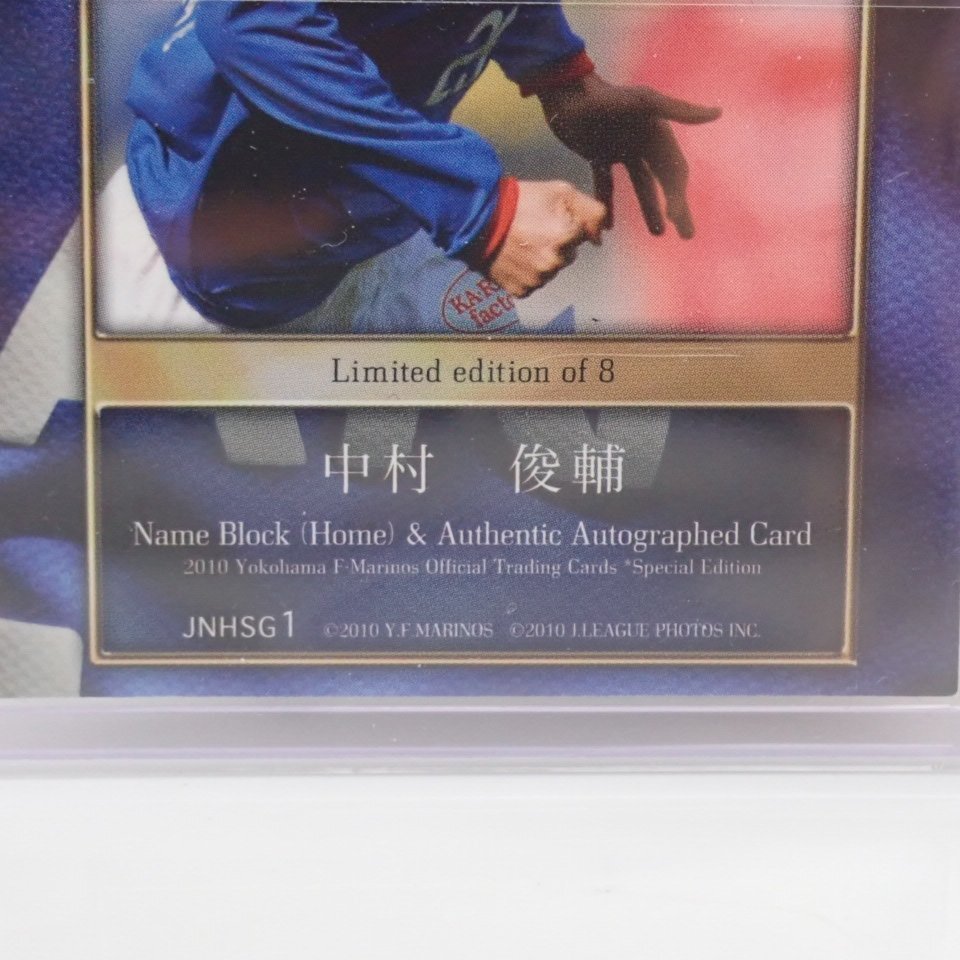 Limited edition of 8
中村 俊輔
Name Block (Home) & Authentic Autographed Card
2010 Yokohama F·Marinos Official Trading Cards *Special Edition
JNHSG1 ©2010 Y.F.MARINOS ©2010 J.LEAGUE PHOTOS INC.